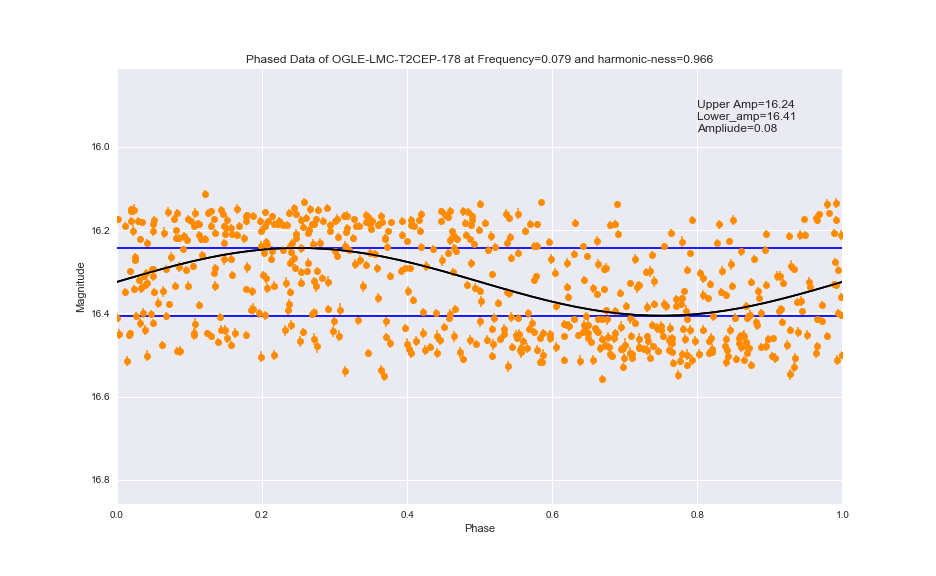 Phased Data of OGLE-LMC-T2CEP-178 at Frequency=0.079 and harmonic-ness=0.966
Upper Amp=16.24
Lower_amp=16.41
Ampliude=0.08
16.0
16.2
16.4
16.6
16.8
Magnitude
0.0 0.2 0.4 0.6 0.8 1.0
Phase